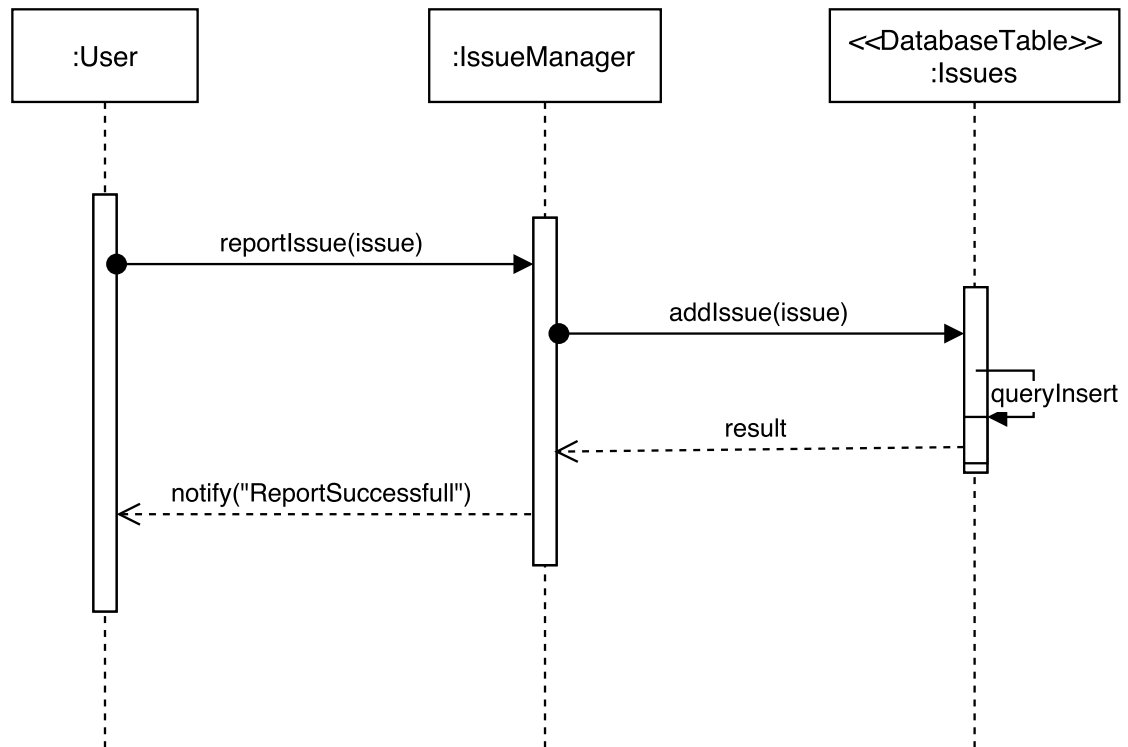 :User
:IssueManager
<<DatabaseTable>>
:Issues
reportIssue(issue)
addIssue(issue)
queryInsert
result
notify("ReportSuccessfull")